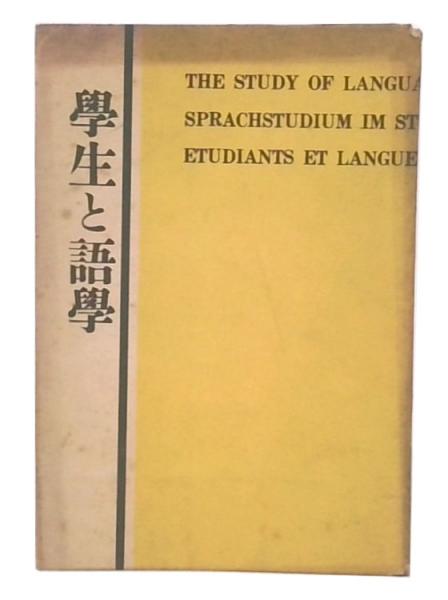 學生と語學
THE STUDY OF LANGUA
SPRACHSTUDIUM IM ST
ETUDIANTS ET LANGUE